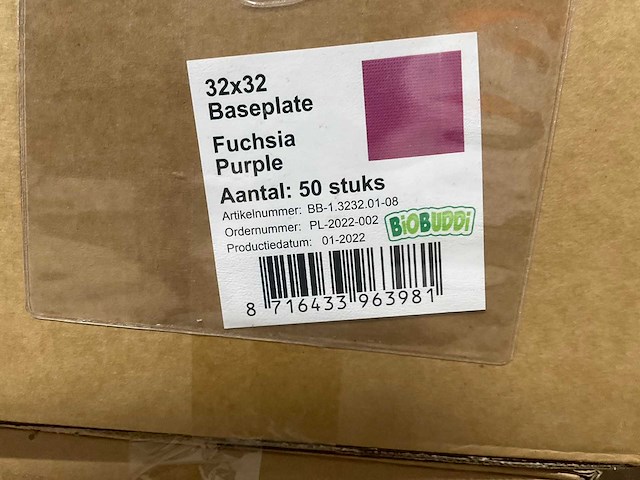 32x32
Baseplate
Fuchsia
Purple
Aantal: 50 stuks
Artikelnummer: BB-1.3232.01-08
Ordernummer: PL-2022-002
Productiedatum: 01-2022
BiOBUDDi
8 716433 963981